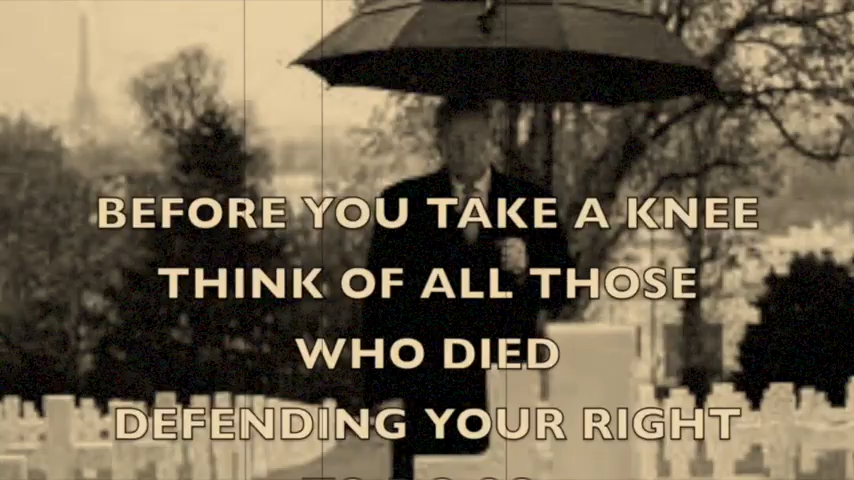 BEFORE YOU TAKE A KNEE
THINK OF ALL THOSE
WHO DIED
DEFENDING YOUR RIGHT